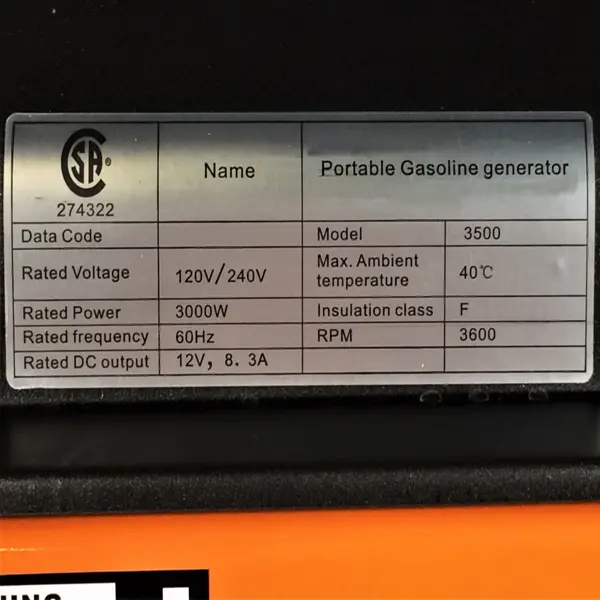 CSA®
274322
Name
Portable Gasoline generator
Data Code
Model
3500
Rated Voltage
120V/240V
Max. Ambient
temperature
40℃
Rated Power
3000W
Insulation class
F
Rated frequency
60Hz
RPM
3600
Rated DC output
12V, 8. 3A